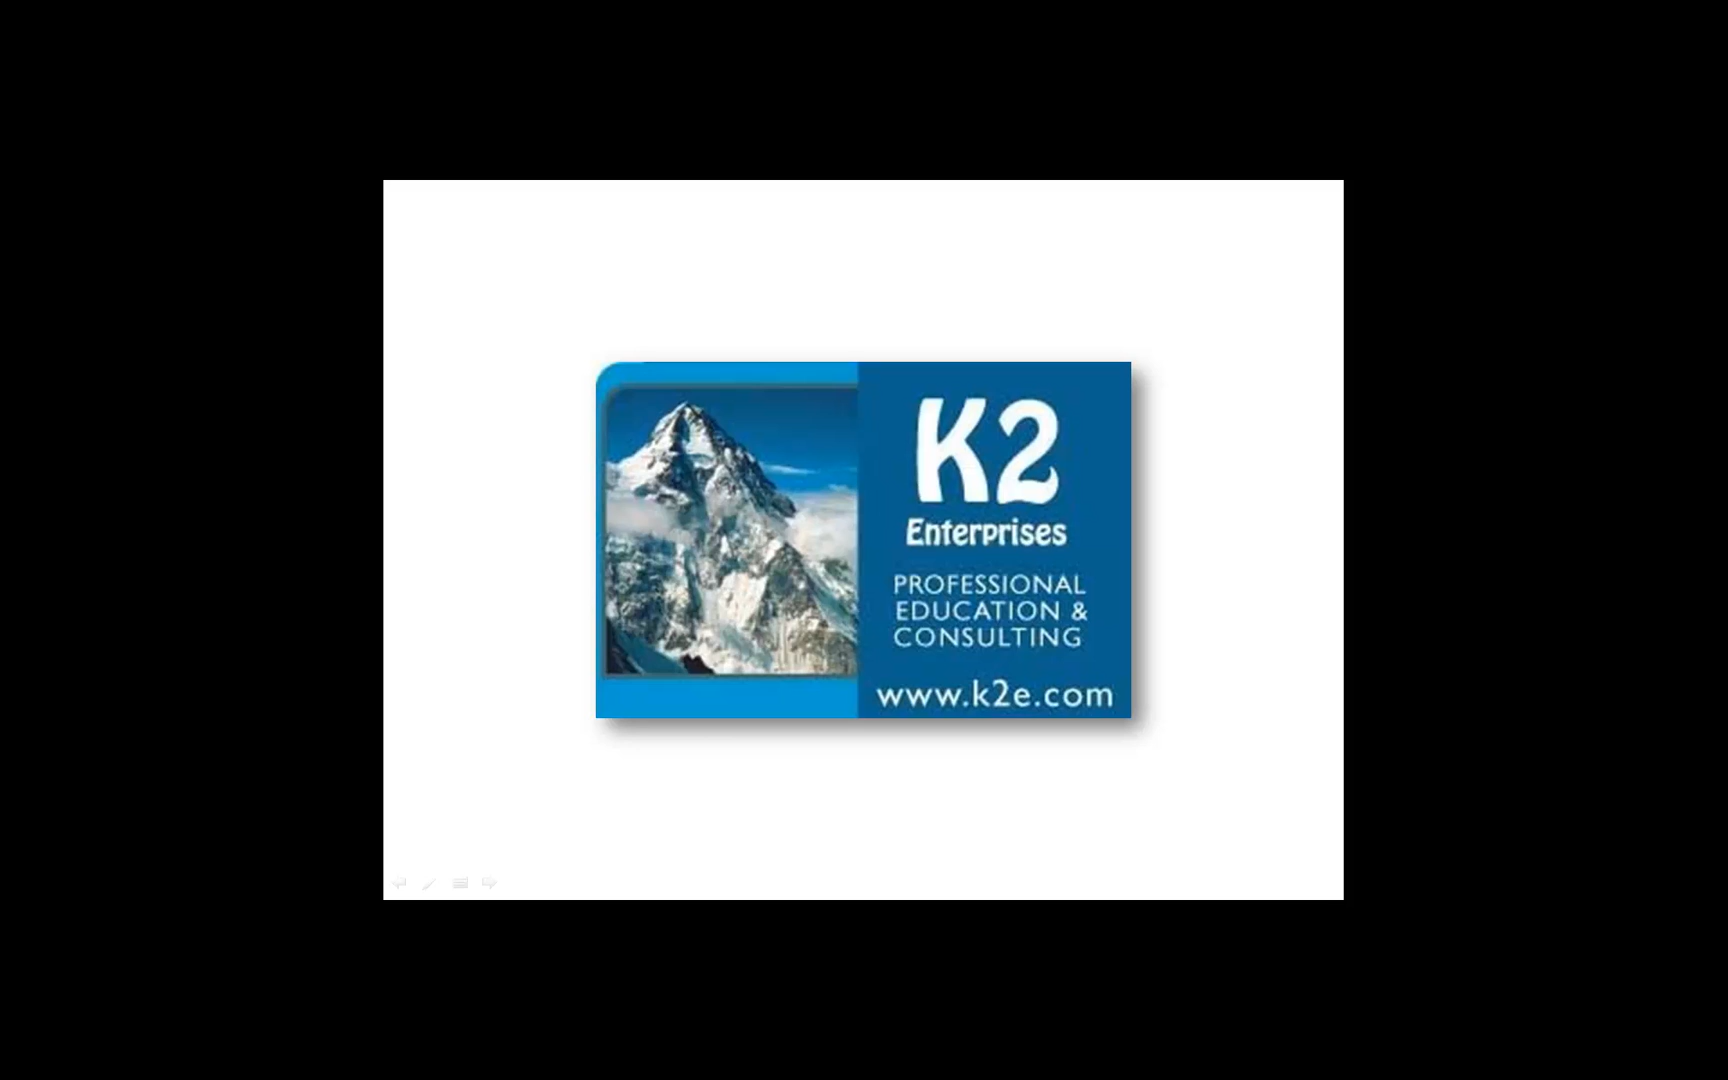 K2
Enterprises
PROFESSIONAL
EDUCATION &
CONSULTING
www.k2e.com